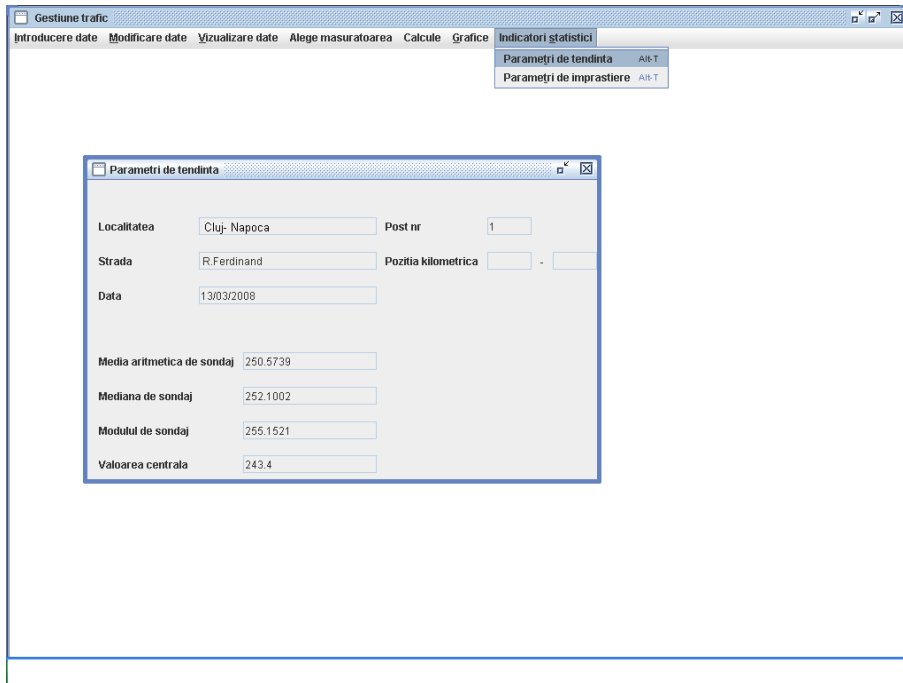 Gestiune trafic
Introducere date Modificare date Vizualizare date Alege masuratoarea Calcule Grafice Indicatori statistici
Parametri de tendinta Alt-T
Parametri de imprastiere Alt-T
Parametri de tendinta
Localitatea Cluj- Napoca Post nr 1
Strada R.Ferdinand Pozitia kilometrica -
Data 13/03/2008
Media aritmetica de sondaj 250.5739
Mediana de sondaj 252.1002
Modulul de sondaj 255.1521
Valoarea centrala 243.4